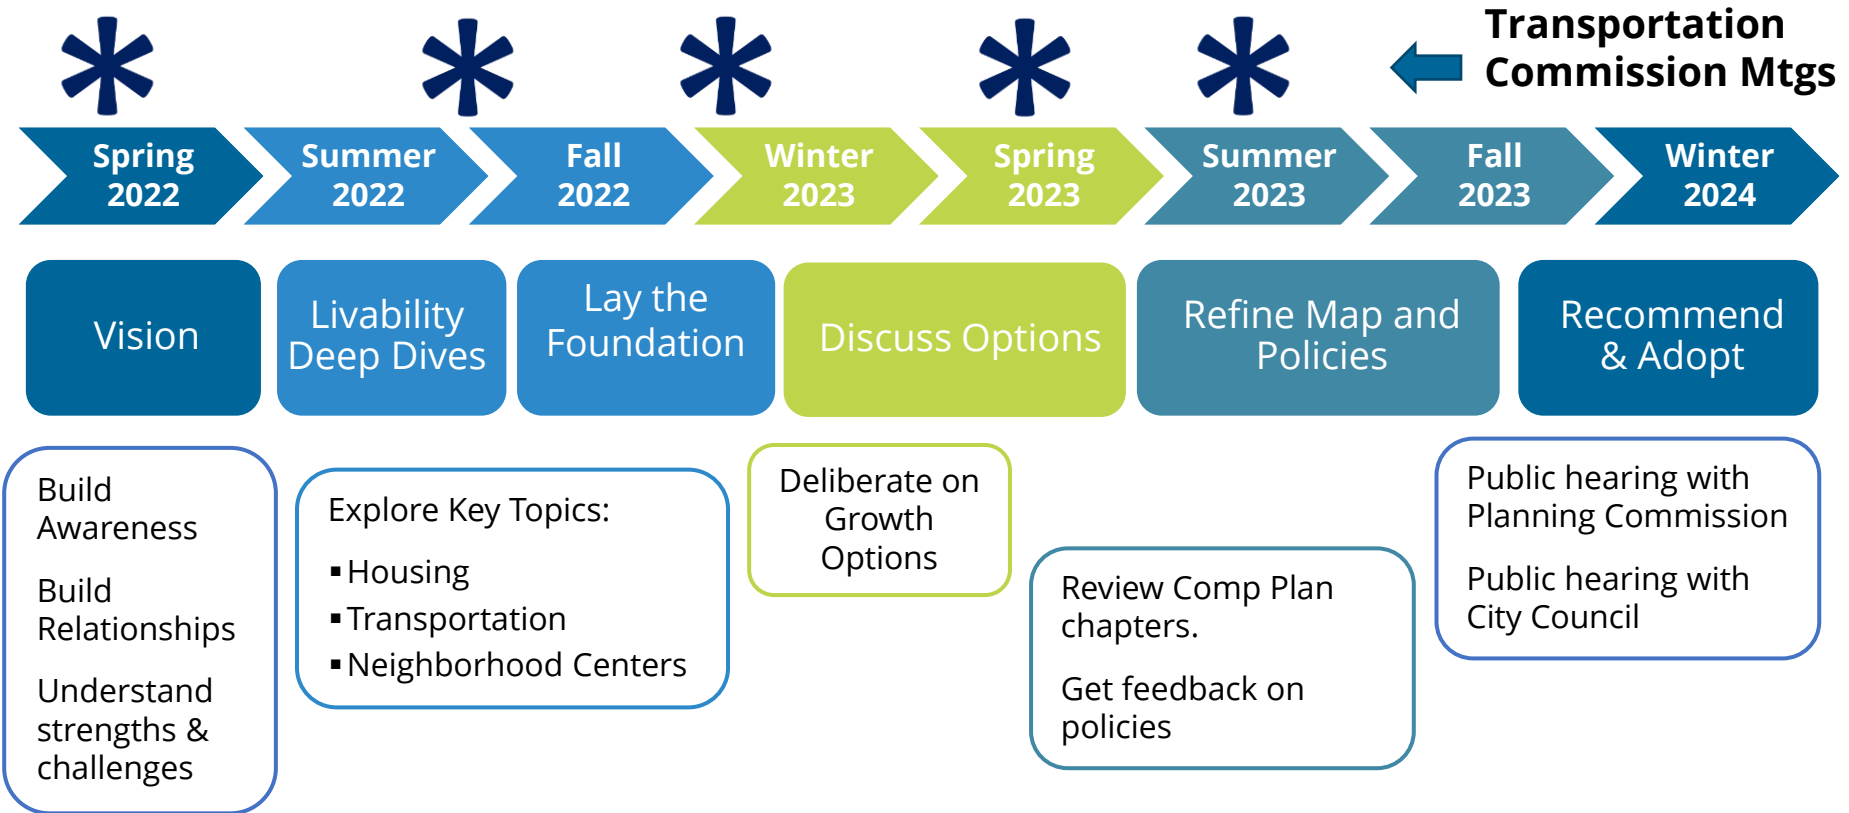 Transportation
Commission Mtgs
Spring
2022
Summer
2022
Fall
2022
Winter
2023
Spring
2023
Summer
2023
Fall
2023
Winter
2024
Vision
Livability
Deep Dives
Lay the
Foundation
Discuss Options
Refine Map and
Policies
Recommend
& Adopt
Build
Awareness
Build
Relationships
Understand
strengths &
challenges
Explore Key Topics:
▪Housing
▪Transportation
▪Neighborhood Centers
Deliberate on
Growth
Options
Review Comp Plan
chapters.
Get feedback on
policies
Public hearing with
Planning Commission
Public hearing with
City Council